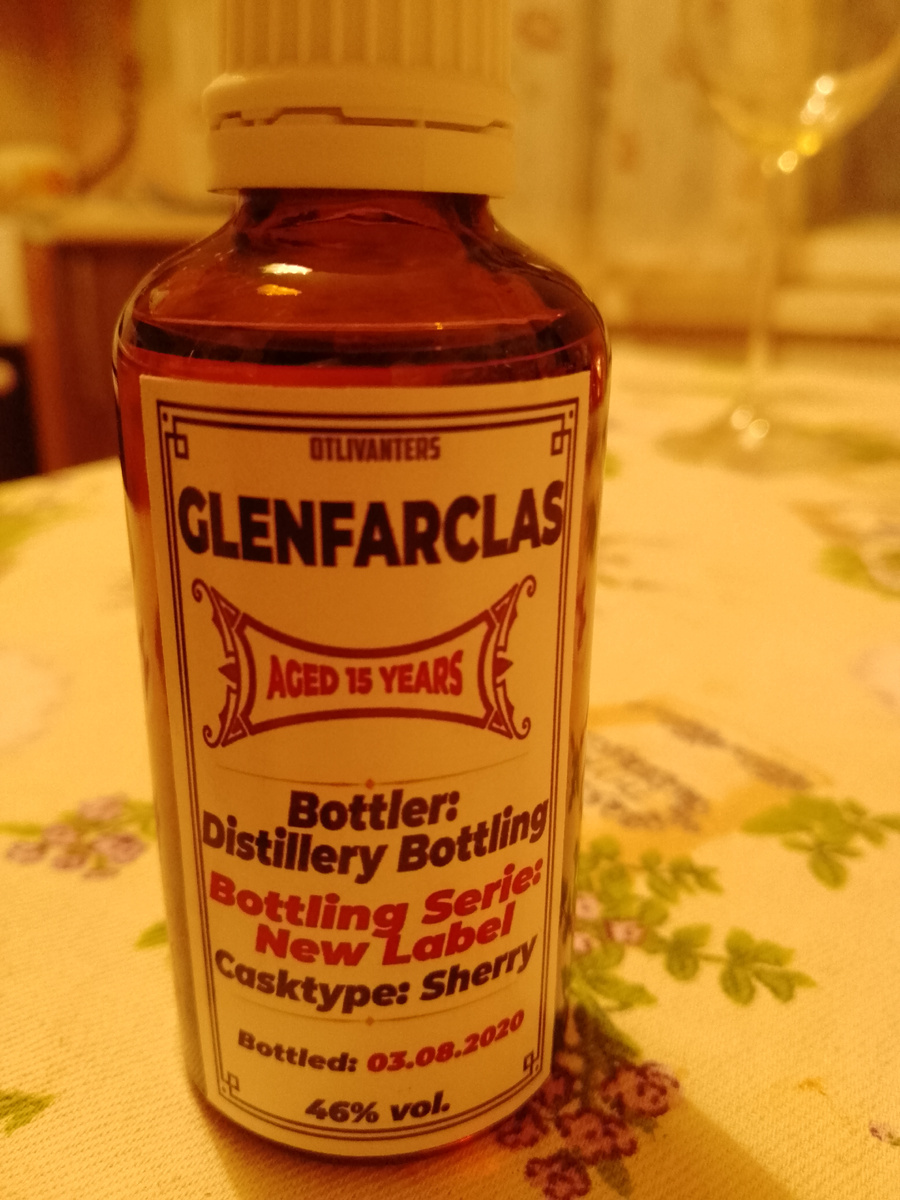 OTLIVANTERS
GLENFARCLAS
AGED 15 YEARS
Bottler:
Distillery Bottling
Bottling Serie:
New Label
Casktype: Sherry
Bottled: 03.08.2020
46% vol.